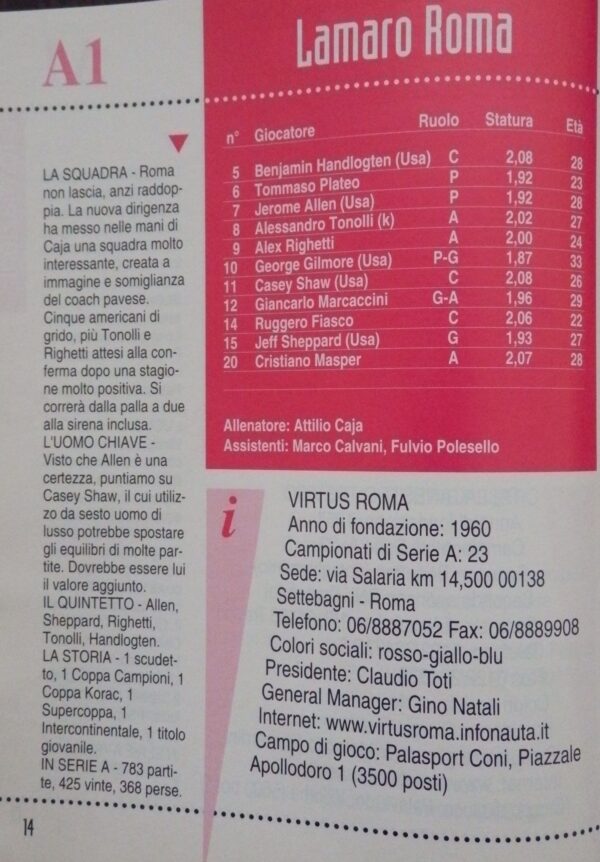 A1
Lamaro Roma
n° Giocatore Ruolo Statura Età
5 Benjamin Handlogten (Usa) C 2,08 28
6 Tommaso Plateo P 1,92 23
7 Jerome Allen (Usa) P 1,92 28
8 Alessandro Tonolli (k) A 2,02 27
9 Alex Righetti A 2,00 24
10 George Gilmore (Usa) P-G 1,87 33
11 Casey Shaw (Usa) C 2,08 26
12 Giancarlo Marcaccini G-A 1,96 29
14 Ruggero Fiasco C 2,06 22
15 Jeff Sheppard (Usa) G 1,93 27
20 Cristiano Masper A 2,07 28
Allenatore: Attilio Caja
Assistenti: Marco Calvani, Fulvio Polesello
LA SQUADRA - Roma
non lascia, anzi raddop-
pia. La nuova dirigenza
ha messo nelle mani di
Caja una squadra molto
interessante, creata a
immagine e somiglianza
del coach pavese.
Cinque americani di
grido, più Tonolli e
Righetti attesi alla con-
ferma dopo una stagio-
ne molto positiva. Si
correrà dalla palla a due
alla sirena inclusa.
L'UOMO CHIAVE -
Visto che Allen è una
certezza, puntiamo su
Casey Shaw, il cui utiliz-
zo da sesto uomo di
lusso potrebbe spostare
gli equilibri di molte par-
tite. Dovrebbe essere lui
il valore aggiunto.
IL QUINTETTO - Allen,
Sheppard, Righetti,
Tonolli, Handlogten.
LA STORIA - 1 scudet-
to, 1 Coppa Campioni, 1
Coppa Korac, 1
Supercoppa, 1
Intercontinentale, 1 titolo
giovanile.
IN SERIE A - 783 parti-
te, 425 vinte, 368 perse.
i
VIRTUS ROMA
Anno di fondazione: 1960
Campionati di Serie A: 23
Sede: via Salaria km 14,500 00138
Settebagni - Roma
Telefono: 06/8887052 Fax: 06/8889908
Colori sociali: rosso-giallo-blu
Presidente: Claudio Toti
General Manager: Gino Natali
Internet: www.virtusroma.infonauta.it
Campo di gioco: Palasport Coni, Piazzale
Apollodoro 1 (3500 posti)
14